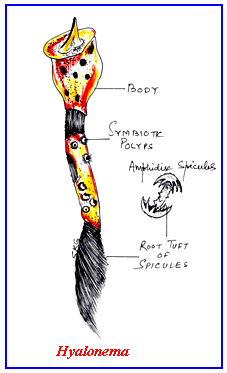 BODY
SYMBIOTIC
POLYPS
Amphidisc Spicules
ROOT TUFT
OF
SPICULES
Hyalonema